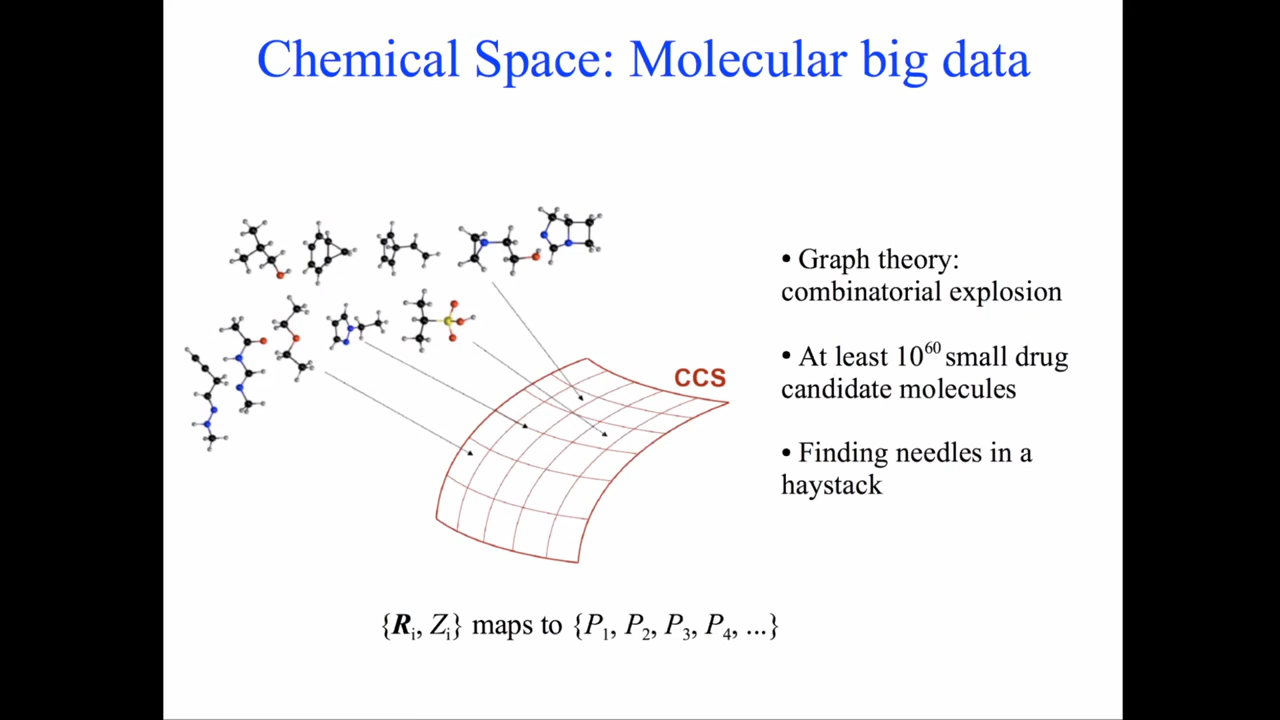 Chemical Space: Molecular big data
CCS
• Graph theory:
combinatorial explosion
• At least 10⁶⁰ small drug
candidate molecules
• Finding needles in a
haystack
{Rᵢ, Zᵢ} maps to {P₁, P₂, P₃, P₄, ...}